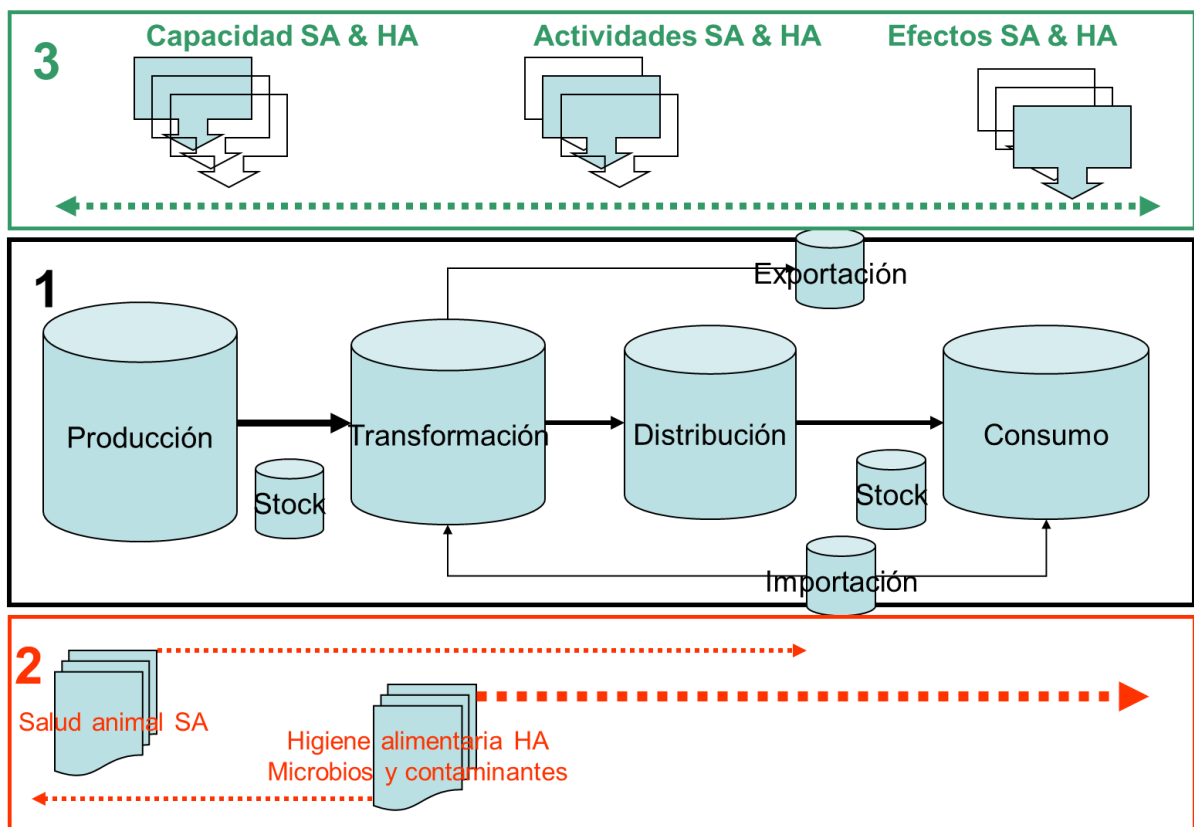 3
Capacidad SA & HA
Actividades SA & HA
Efectos SA & HA
1
Exportación
Producción
Transformación
Distribución
Consumo
Stock
Stock
Importación
2
Salud animal SA
Higiene alimentaria HA
Microbios y contaminantes